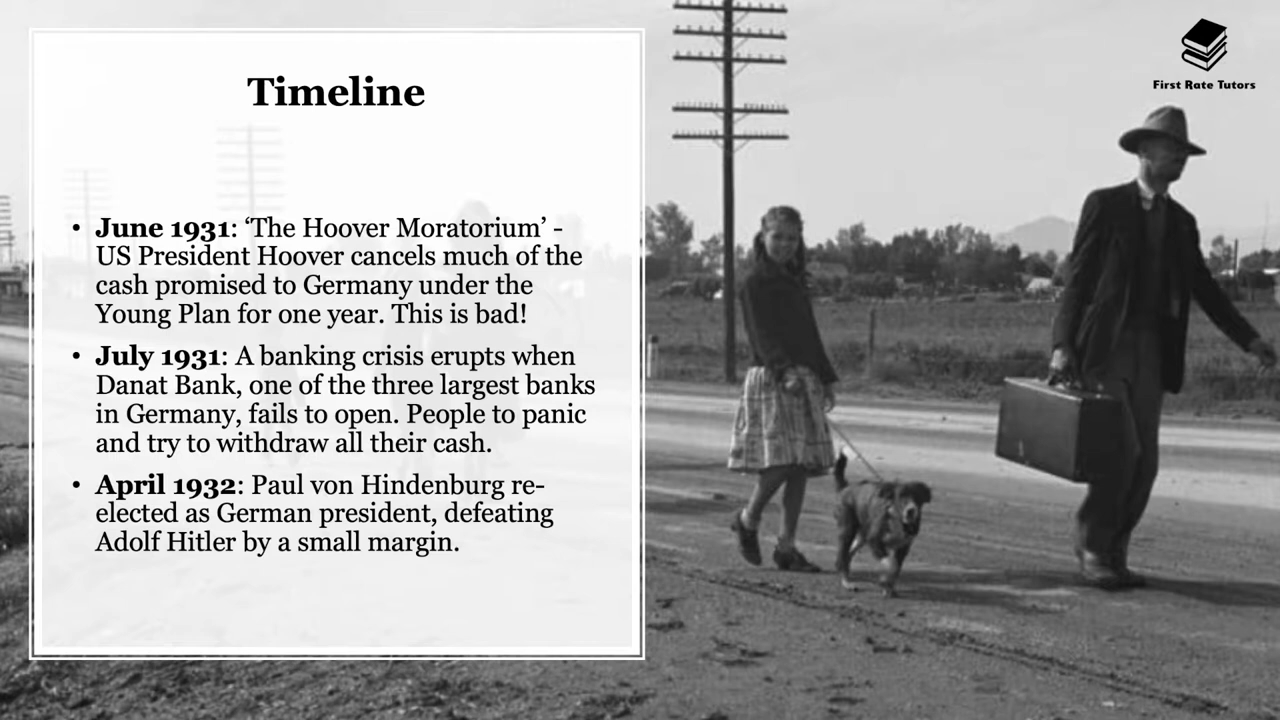 Timeline
• June 1931: ‘The Hoover Moratorium’ -
US President Hoover cancels much of the
cash promised to Germany under the
Young Plan for one year. This is bad!
• July 1931: A banking crisis erupts when
Danat Bank, one of the three largest banks
in Germany, fails to open. People to panic
and try to withdraw all their cash.
• April 1932: Paul von Hindenburg re-
elected as German president, defeating
Adolf Hitler by a small margin.
First Rate Tutors